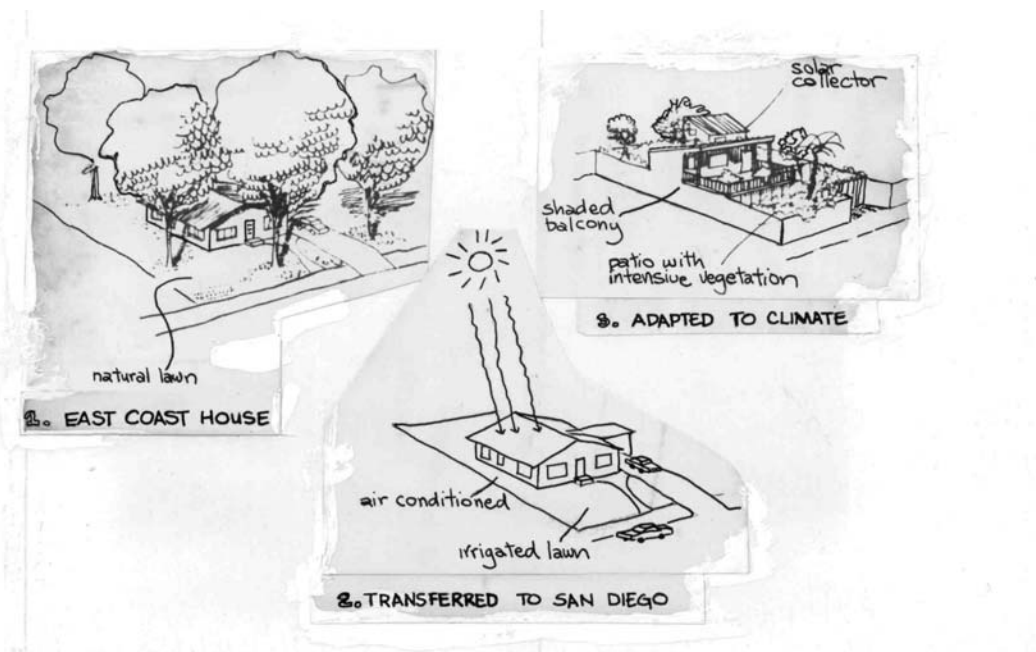 natural lawn
1. EAST COAST HOUSE
air conditioned
irrigated lawn
2. TRANSFERRED TO SAN DIEGO
solar
collector
shaded
balcony
patio with
intensive vegetation
3. ADAPTED TO CLIMATE